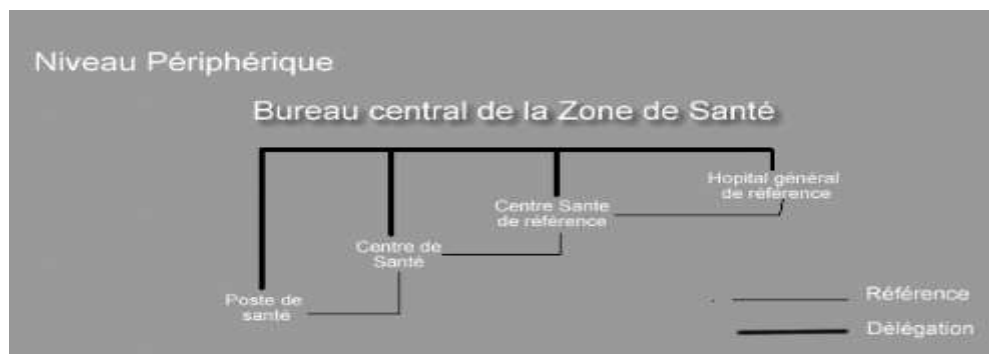 Niveau Périphérique
Bureau central de la Zone de Santé
Hopital général
de référence
Centre Sante
de référence
Centre de
Santé
Poste de
santé
Référence
Délégation